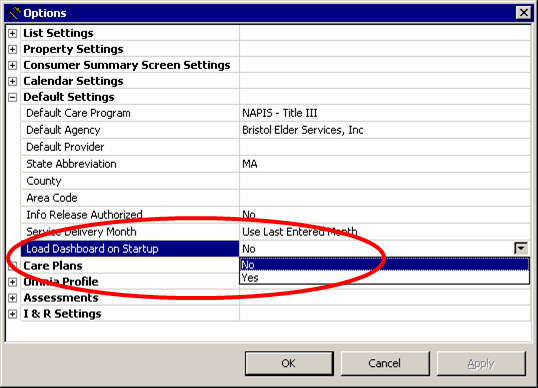 Options
List Settings
Property Settings
Consumer Summary Screen Settings
Calendar Settings
Default Settings
Default Care Program NAPIS - Title III
Default Agency Bristol Elder Services, Inc
Default Provider
State Abbreviation MA
County
Area Code
Info Release Authorized No
Service Delivery Month Use Last Entered Month
Load Dashboard on Startup No
Care Plans No
Omnia Profile Yes
Assessments
I & R Settings
OK Cancel Apply